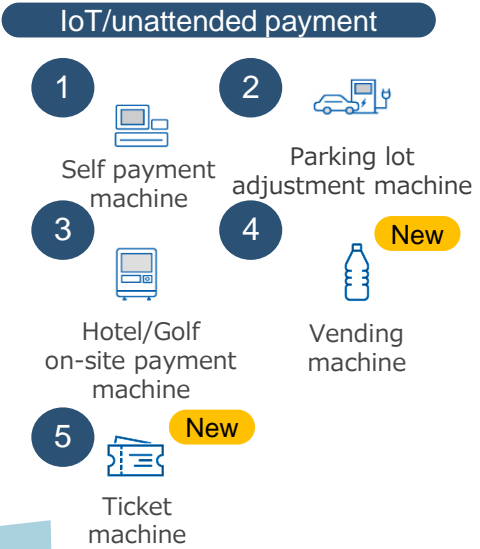 IoT/unattended payment
1
Self payment
machine
2
Parking lot
adjustment machine
3
Hotel/Golf
on-site payment
machine
4
New
Vending
machine
5
New
Ticket
machine